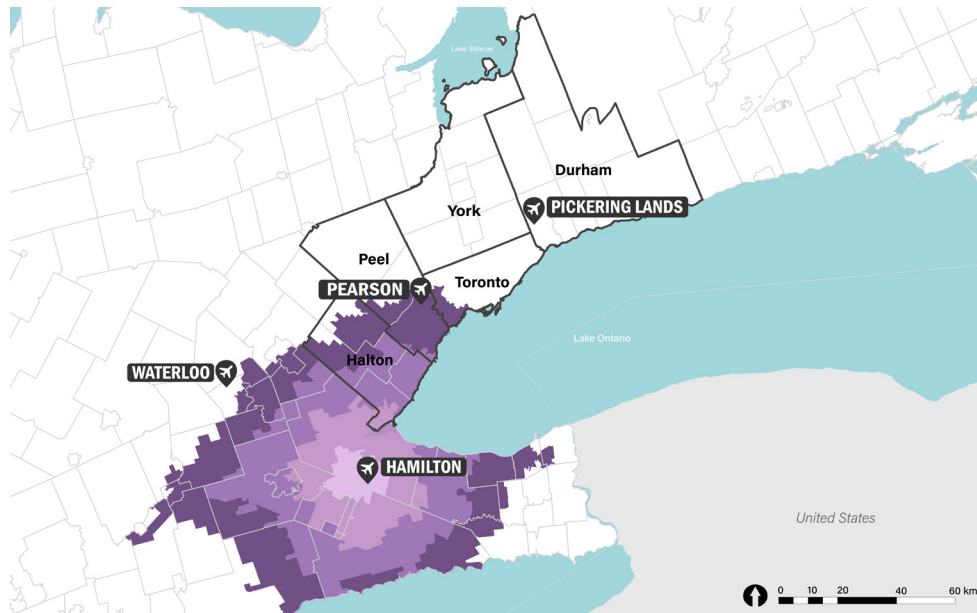 Lake Simcoe
Durham
PICKERING LANDS
York
Peel
Toronto
PEARSON
Lake Ontario
Halton
WATERLOO
HAMILTON
United States
0 10 20 40 60 km